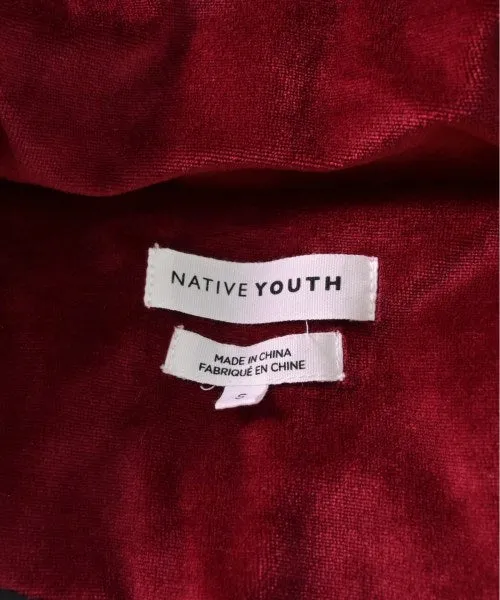 NATIVE YOUTH
MADE IN CHINA
FABRIQUÉ EN CHINE
S